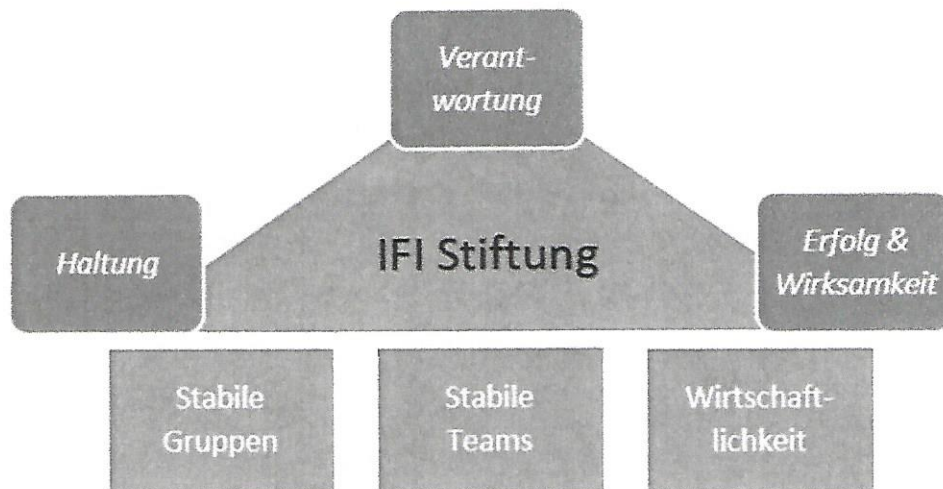 Verant-
wortung
Haltung
IFI Stiftung
Erfolg &
Wirksamkeit
Stabile
Gruppen
Stabile
Teams
Wirtschaft-
lichkeit